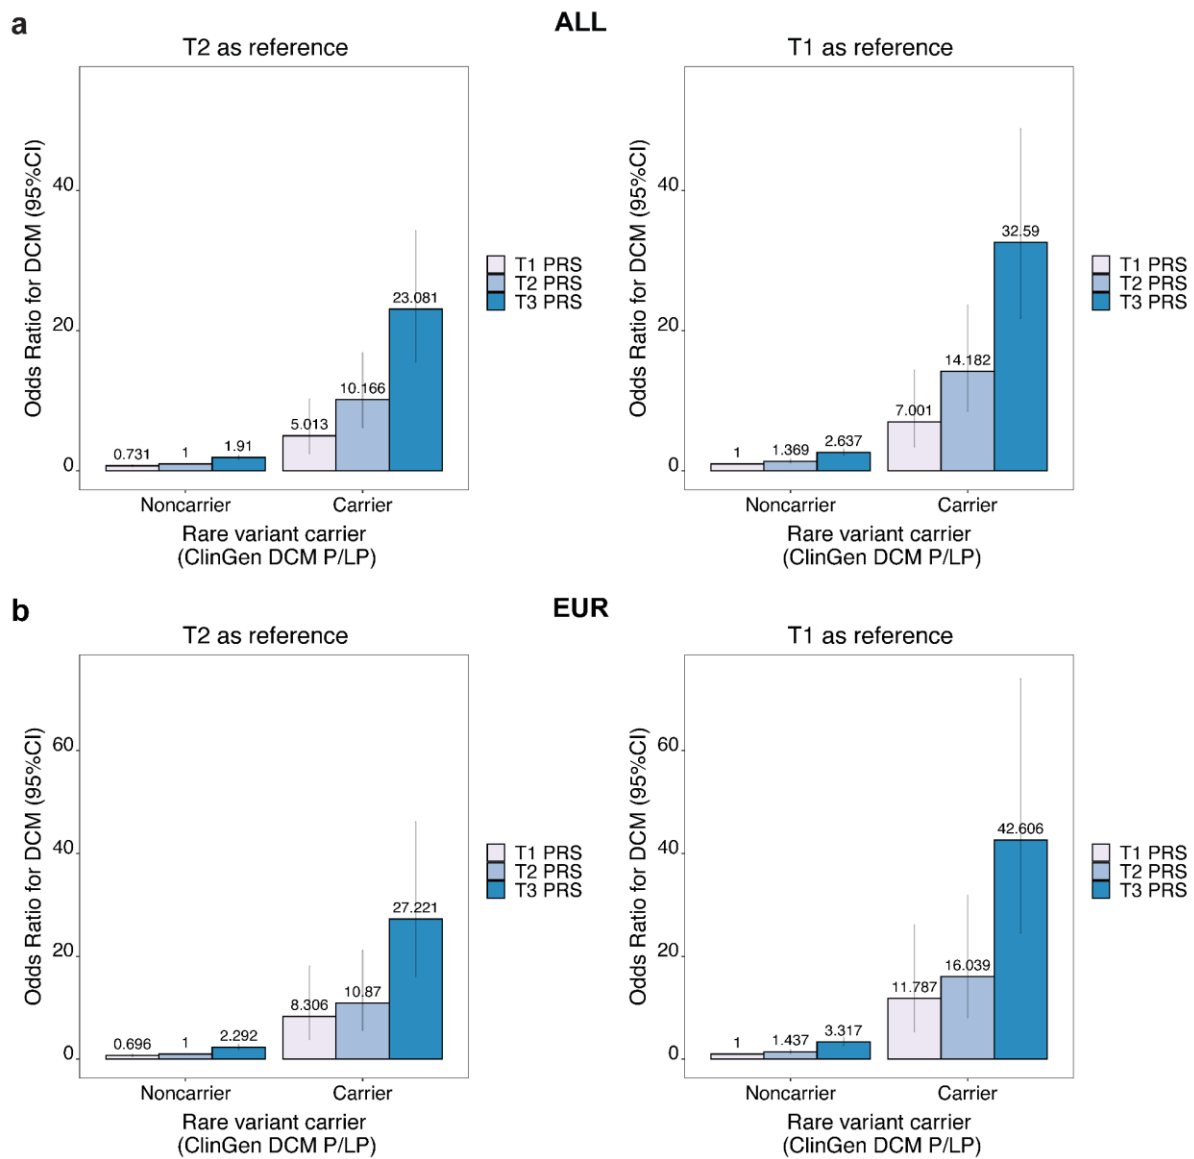 a
ALL
T2 as reference
Odds Ratio for DCM (95%CI)
40
20
0
0.731
1
1.91
5.013
10.166
23.081
Noncarrier
Carrier
Rare variant carrier
(ClinGen DCM P/LP)
T1 PRS
T2 PRS
T3 PRS
T1 as reference
Odds Ratio for DCM (95%CI)
40
20
0
1
1.369
2.637
7.001
14.182
32.59
Noncarrier
Carrier
Rare variant carrier
(ClinGen DCM P/LP)
T1 PRS
T2 PRS
T3 PRS
b
EUR
T2 as reference
Odds Ratio for DCM (95%CI)
60
40
20
0
0.696
1
2.292
8.306
10.87
27.221
Noncarrier
Carrier
Rare variant carrier
(ClinGen DCM P/LP)
T1 PRS
T2 PRS
T3 PRS
T1 as reference
Odds Ratio for DCM (95%CI)
60
40
20
0
1
1.437
3.317
11.787
16.039
42.606
Noncarrier
Carrier
Rare variant carrier
(ClinGen DCM P/LP)
T1 PRS
T2 PRS
T3 PRS